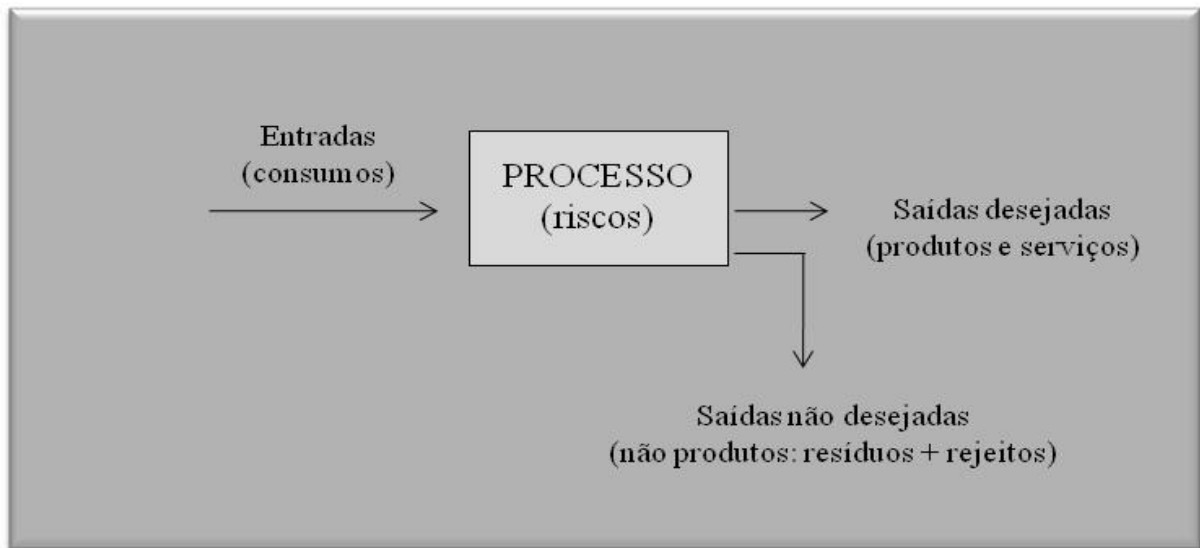 Entradas
(consumos)
PROCESSO
(riscos)
Saídas desejadas
(produtos e serviços)
Saídas não desejadas
(não produtos: resíduos + rejeitos)